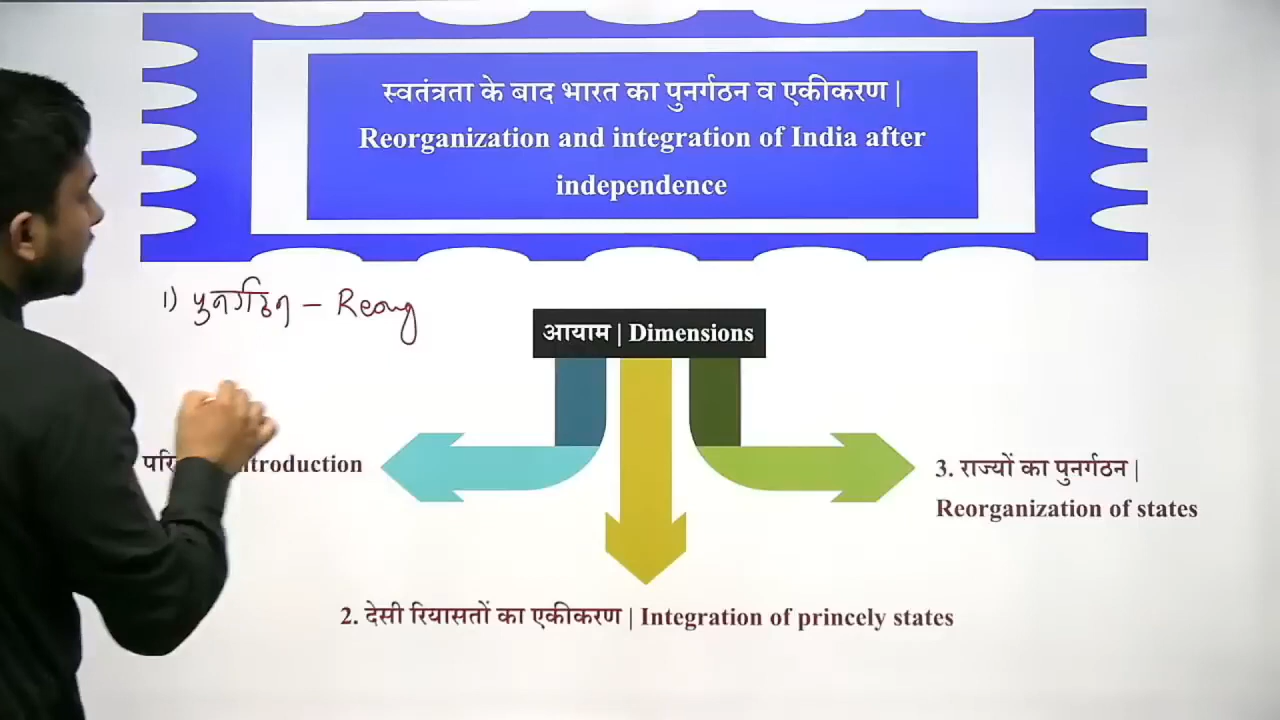 स्वतंत्रता के बाद भारत का पुनर्गठन व एकीकरण |
Reorganization and integration of India after
independence
1) पुनर्गठन – Reorg
आयाम | Dimensions
3. राज्यों का पुनर्गठन |
Reorganization of states
2. देसी रियासतों का एकीकरण | Integration of princely states